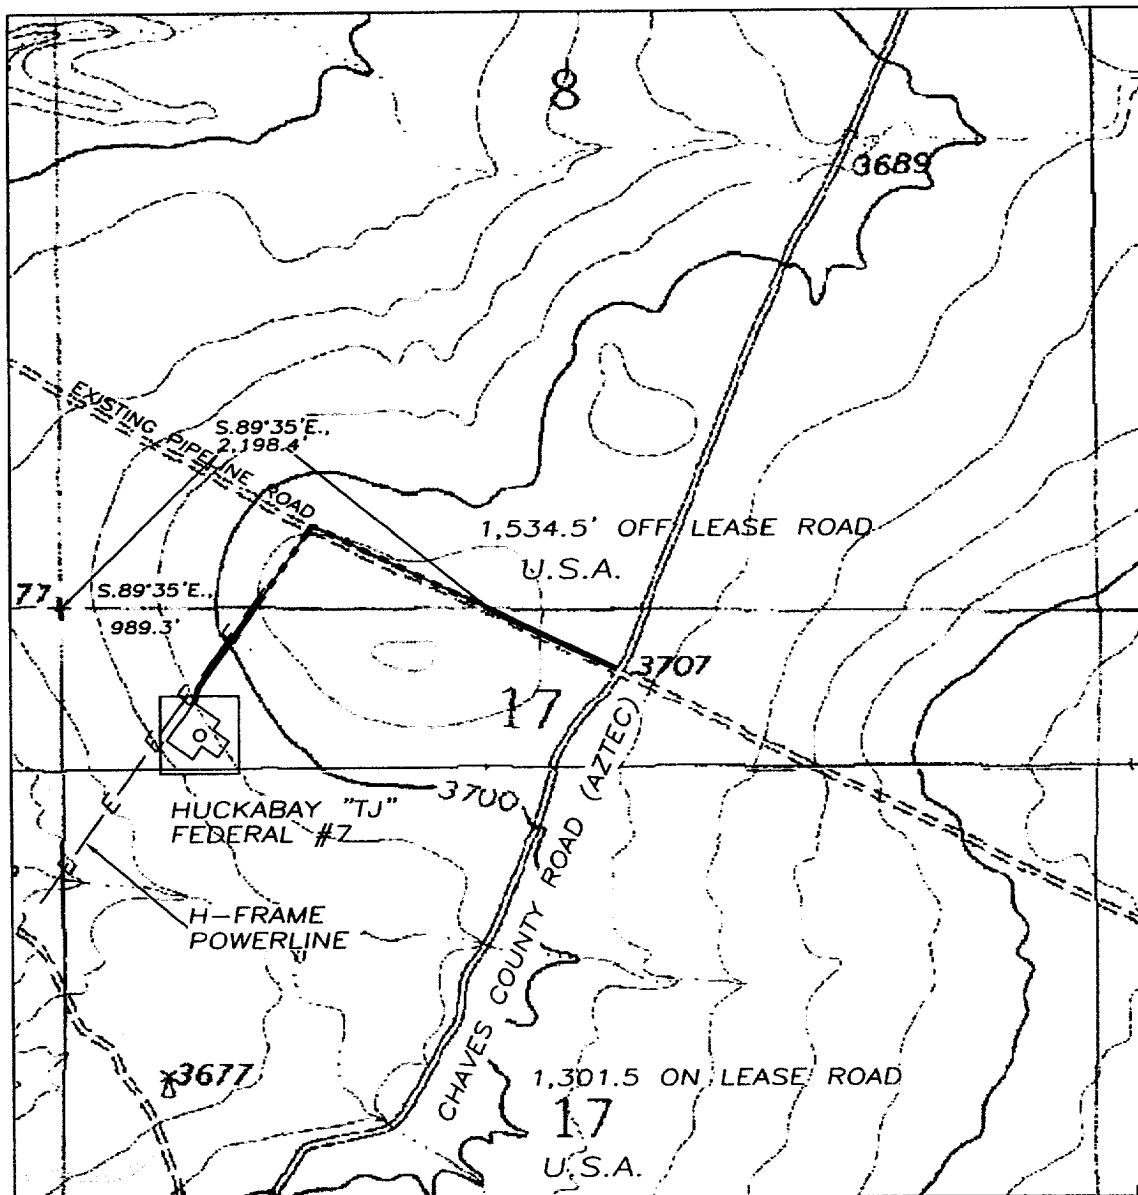 8
3689
EXISTING PIPELINE ROAD
S.89°35'E.,
2,198.4'
1,534.5' OFF LEASE ROAD
U.S.A.
77
S.89°35'E.,
989.3'
3707
17
E
E
E
E
E
HUCKABAY "TJ"
FEDERAL #7
3700
CHAVES COUNTY ROAD (AZTEC)
H-FRAME
POWERLINE
3677
1,301.5 ON LEASE ROAD
17
U.S.A.